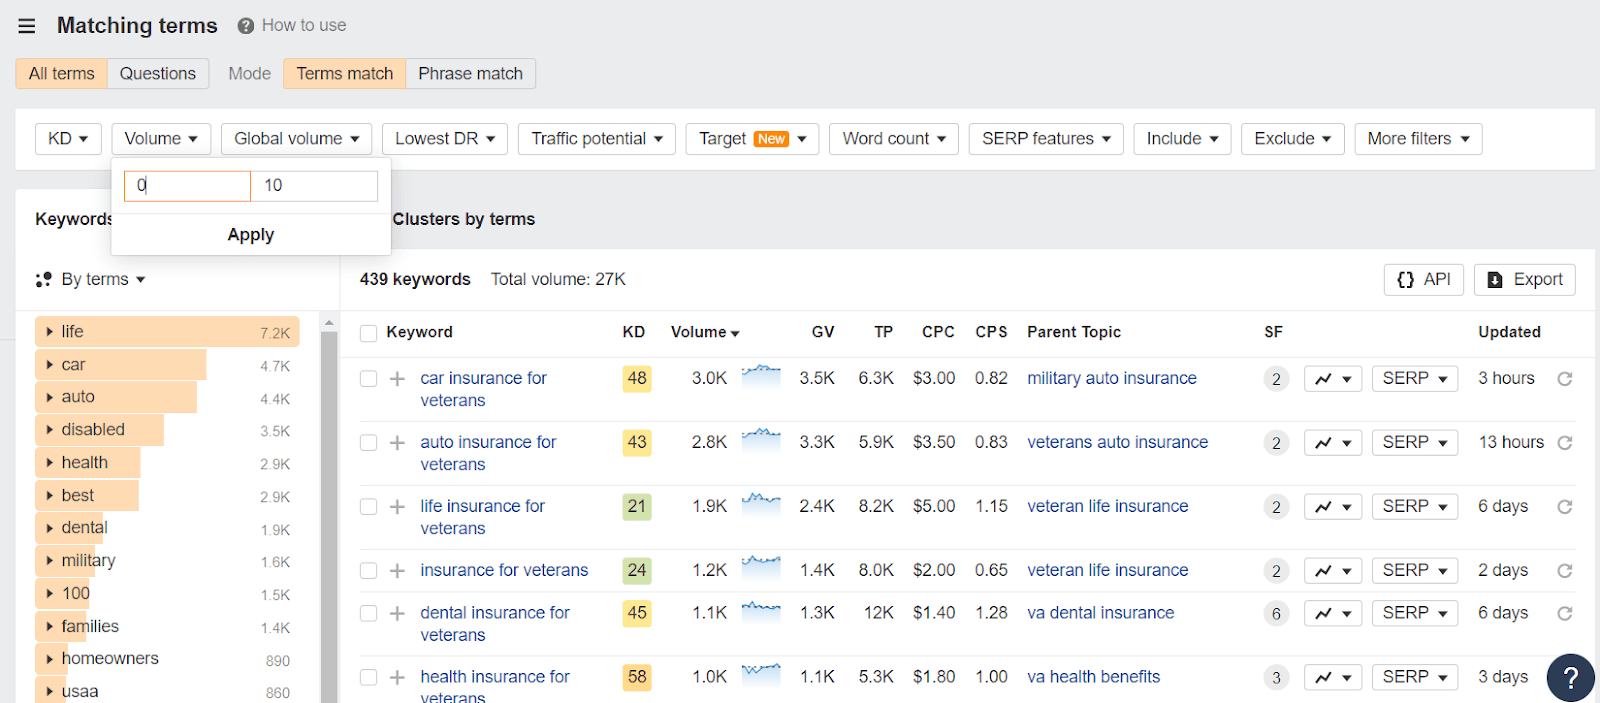 Matching terms ? How to use
All terms Questions Mode Terms match Phrase match
KD Volume Global volume Lowest DR Traffic potential Target New Word count SERP features Include Exclude More filters
0 10
Apply
Keywords Clusters by terms
By terms
439 keywords Total volume: 27K API Export
life 7.2K
car 4.7K
auto 4.4K
disabled 3.5K
health 2.9K
best 2.9K
dental 1.9K
military 1.6K
100 1.5K
families 1.4K
homeowners 890
usaa 860
Keyword KD Volume GV TP CPC CPS Parent Topic SF Updated
car insurance for 48 3.0K 3.5K 6.3K $3.00 0.82 military auto insurance 2 SERP 3 hours
veterans
auto insurance for 43 2.8K 3.3K 5.9K $3.50 0.83 veterans auto insurance 2 SERP 13 hours
veterans
life insurance for 21 1.9K 2.4K 8.2K $5.00 1.15 veteran life insurance 2 SERP 6 days
veterans
insurance for veterans 24 1.2K 1.4K 8.0K $2.00 0.65 veteran life insurance 2 SERP 2 days
dental insurance for 45 1.1K 1.3K 12K $1.40 1.28 va dental insurance 6 SERP 6 days
veterans
health insurance for 58 1.0K 1.1K 5.3K $1.80 1.00 va health benefits 3 SERP 3 days
veterans
?